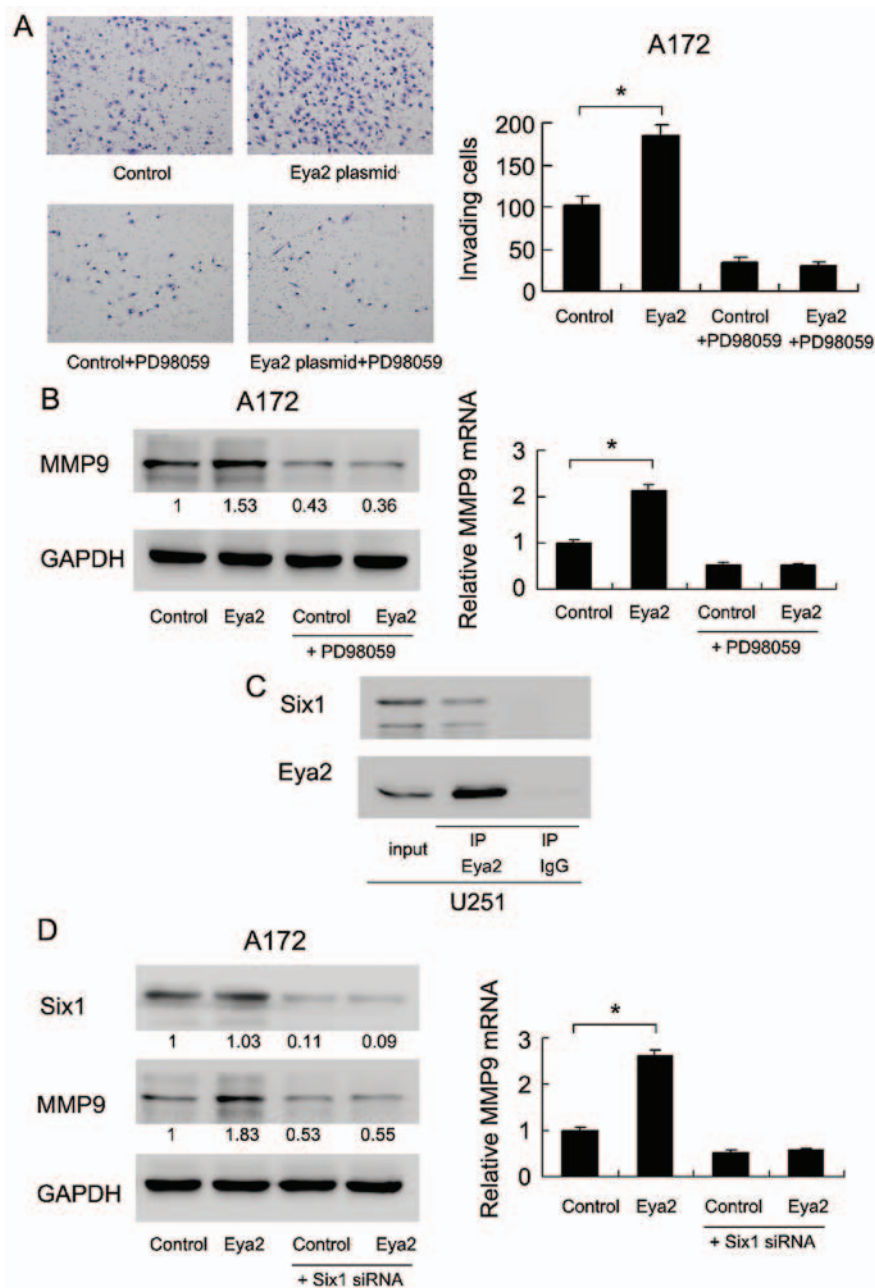 A
Control
Eya2 plasmid
Control+PD98059
Eya2 plasmid+PD98059
A172
*
Invading cells
200
150
100
50
0
Control
Eya2
Control
+PD98059
Eya2
+PD98059
B
A172
MMP9
1 1.53 0.43 0.36
GAPDH
Control Eya2 Control Eya2
+ PD98059
*
Relative MMP9 mRNA
3
2
1
0
Control
Eya2
Control
Eya2
+ PD98059
C
Six1
Eya2
input
IP
Eya2
IP
IgG
U251
D
A172
Six1
1 1.03 0.11 0.09
MMP9
1 1.83 0.53 0.55
GAPDH
Control Eya2 Control Eya2
+ Six1 siRNA
*
Relative MMP9 mRNA
3
2
1
0
Control
Eya2
Control
Eya2
+ Six1 siRNA